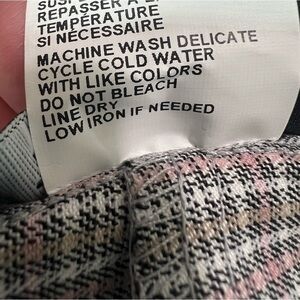 REPASSER À
TEMPÉRATURE
SI NÉCESSAIRE
MACHINE WASH DELICATE
CYCLE COLD WATER
WITH LIKE COLORS
DO NOT BLEACH
LINE DRY
LOW IRON IF NEEDED